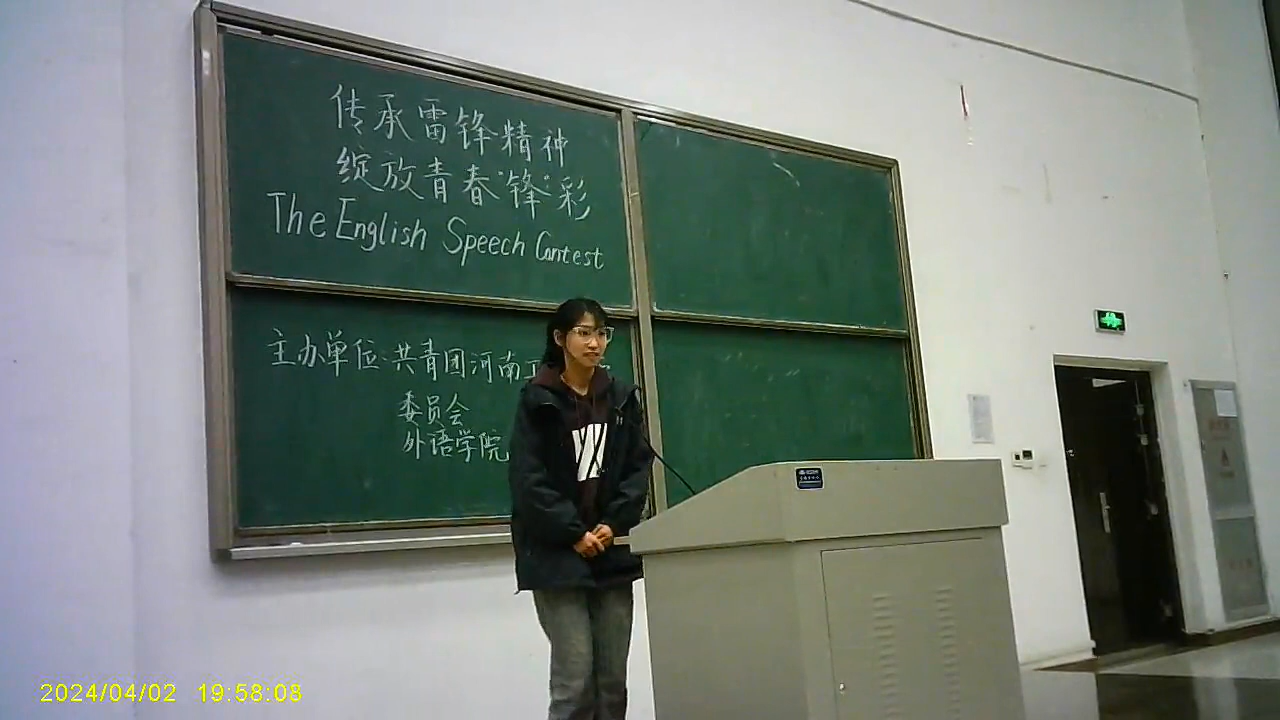 传承雷锋精神
绽放青春"锋"彩
The English Speech Contest
主办单位:共青团河南工
委员会
外语学院
2024/04/02 19:58:08